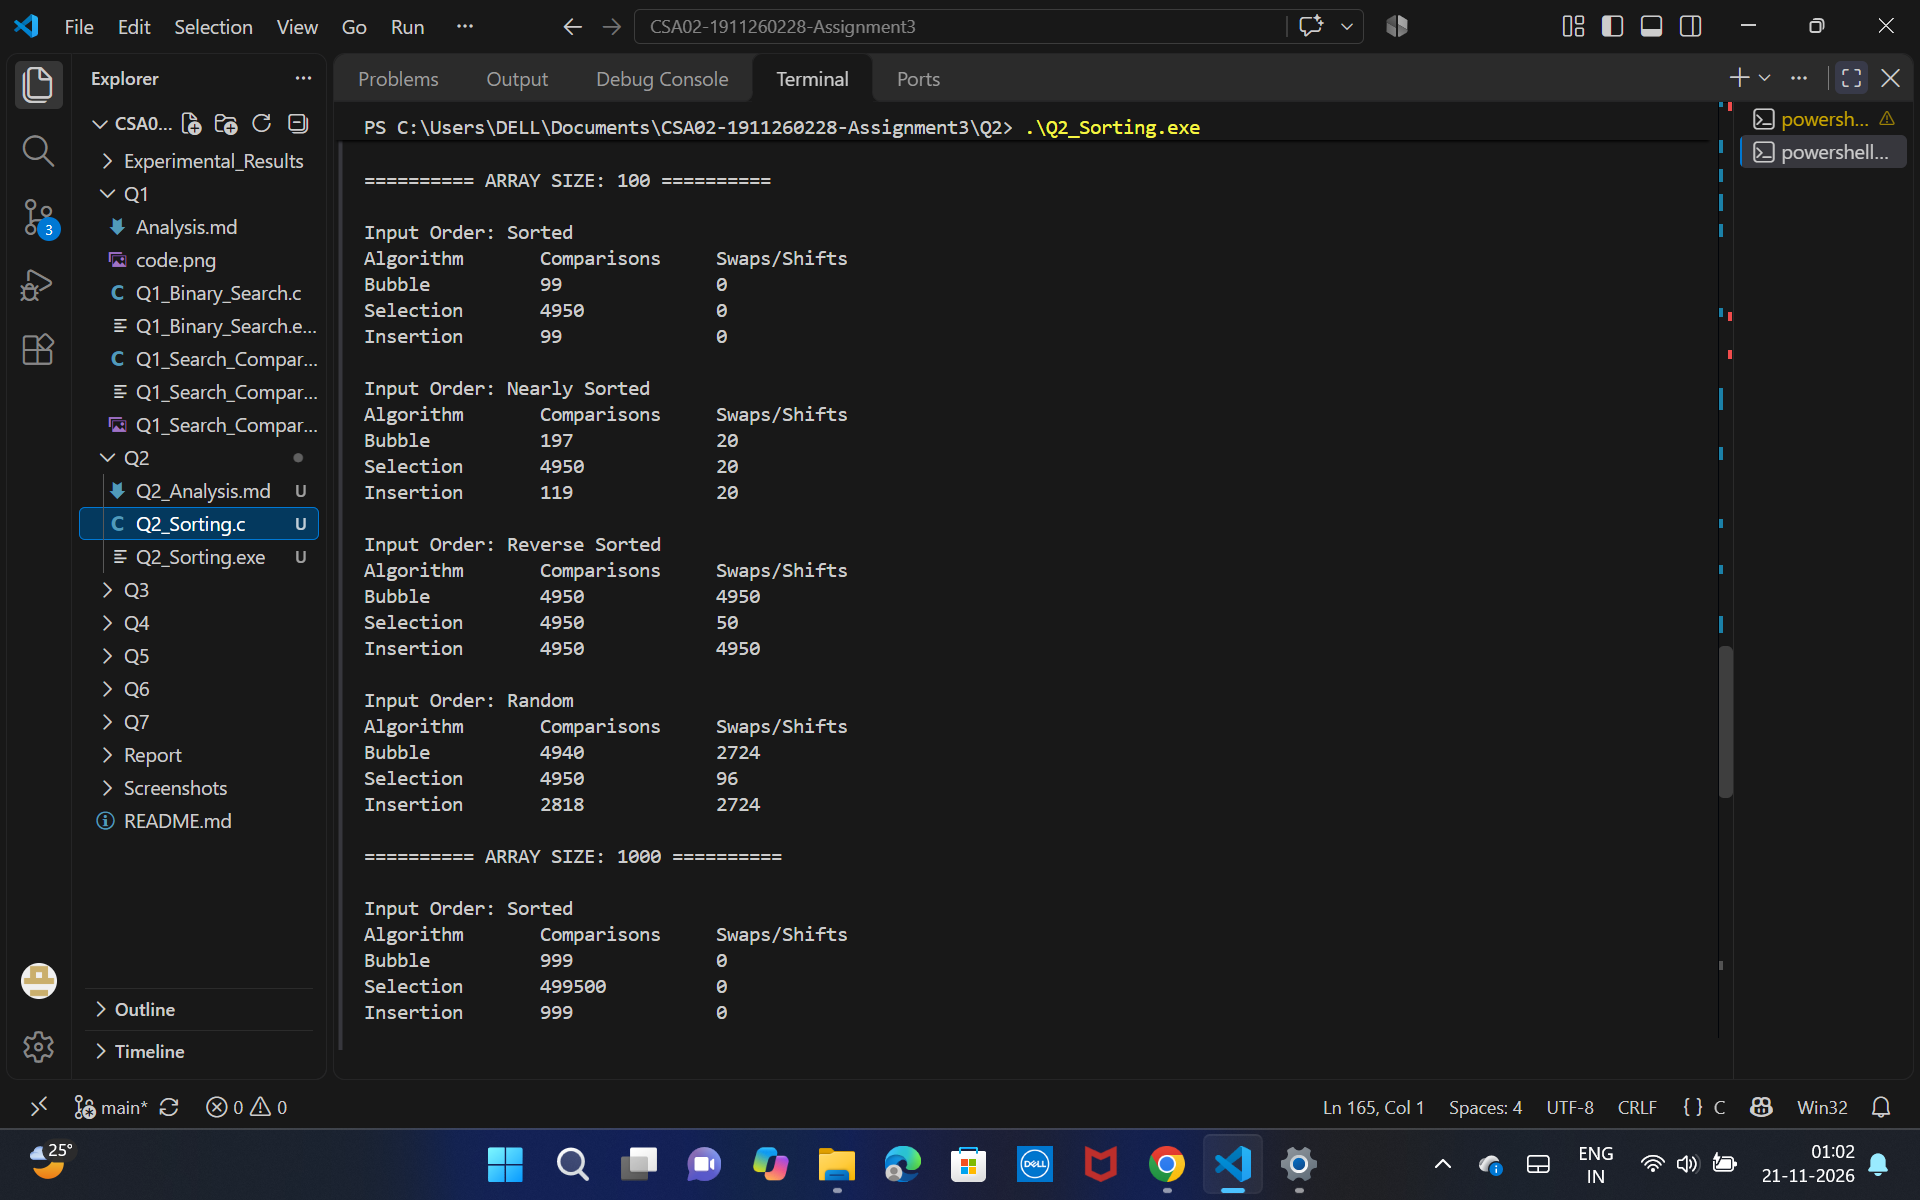 File Edit Selection View Go Run ··· CSA02-1911260228-Assignment3
Explorer
CSA0...
Experimental_Results
Q1
Analysis.md
code.png
Q1_Binary_Search.c
Q1_Binary_Search.e...
Q1_Search_Compar...
Q1_Search_Compar...
Q1_Search_Compar...
Q2
Q2_Analysis.md U
Q2_Sorting.c U
Q2_Sorting.exe U
Q3
Q4
Q5
Q6
Q7
Report
Screenshots
README.md
Outline
Timeline
3
Problems Output Debug Console Terminal Ports
PS C:\Users\DELL\Documents\CSA02-1911260228-Assignment3\Q2> .\Q2_Sorting.exe
========== ARRAY SIZE: 100 ==========
Input Order: Sorted
Algorithm Comparisons Swaps/Shifts
Bubble 99 0
Selection 4950 0
Insertion 99 0
Input Order: Nearly Sorted
Algorithm Comparisons Swaps/Shifts
Bubble 197 20
Selection 4950 20
Insertion 119 20
Input Order: Reverse Sorted
Algorithm Comparisons Swaps/Shifts
Bubble 4950 4950
Selection 4950 50
Insertion 4950 4950
Input Order: Random
Algorithm Comparisons Swaps/Shifts
Bubble 4940 2724
Selection 4950 96
Insertion 2818 2724
========== ARRAY SIZE: 1000 ==========
Input Order: Sorted
Algorithm Comparisons Swaps/Shifts
Bubble 999 0
Selection 499500 0
Insertion 999 0
powersh...
powershell...
main* 0 0 Ln 165, Col 1 Spaces: 4 UTF-8 CRLF { } C Win32
25°
DELL
ENG
IN
01:02
21-11-2026